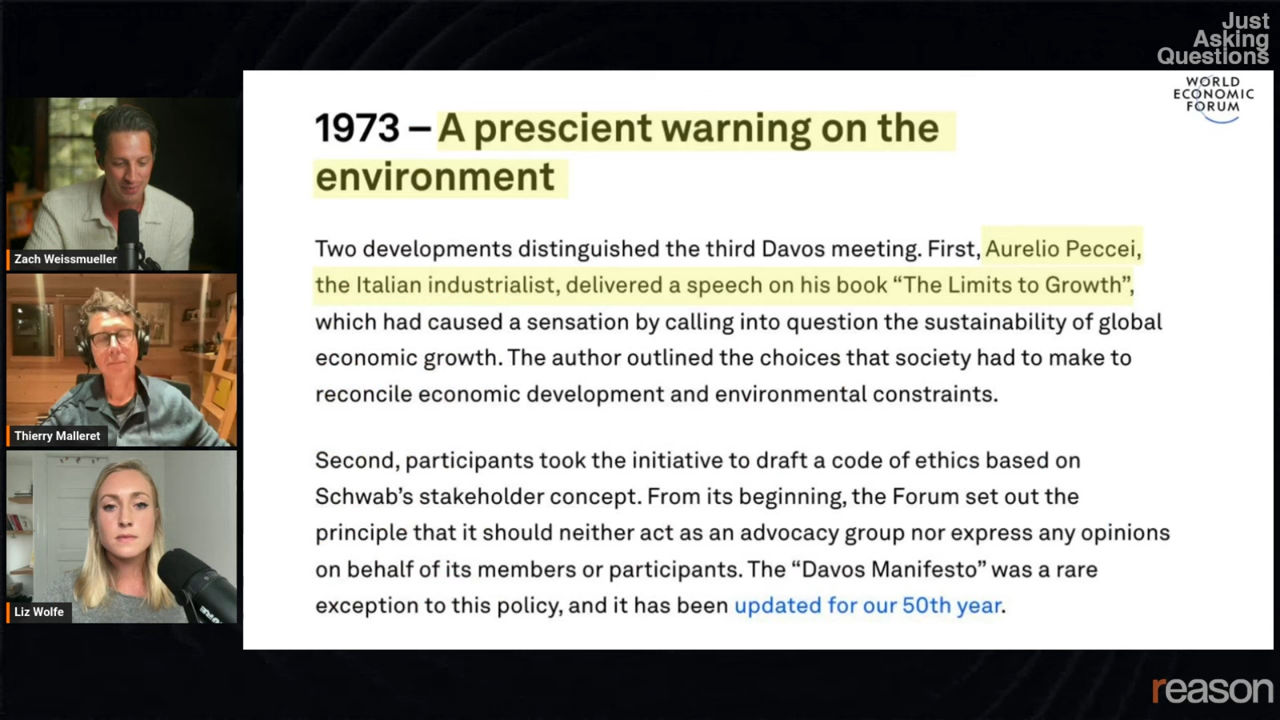 Just
Asking
Questions
WORLD
ECONOMIC
FORUM
1973 – A prescient warning on the
environment
Two developments distinguished the third Davos meeting. First, Aurelio Peccei,
the Italian industrialist, delivered a speech on his book “The Limits to Growth”,
which had caused a sensation by calling into question the sustainability of global
economic growth. The author outlined the choices that society had to make to
reconcile economic development and environmental constraints.
Second, participants took the initiative to draft a code of ethics based on
Schwab’s stakeholder concept. From its beginning, the Forum set out the
principle that it should neither act as an advocacy group nor express any opinions
on behalf of its members or participants. The “Davos Manifesto” was a rare
exception to this policy, and it has been updated for our 50th year.
Zach Weissmueller
Thierry Malleret
Liz Wolfe
reason